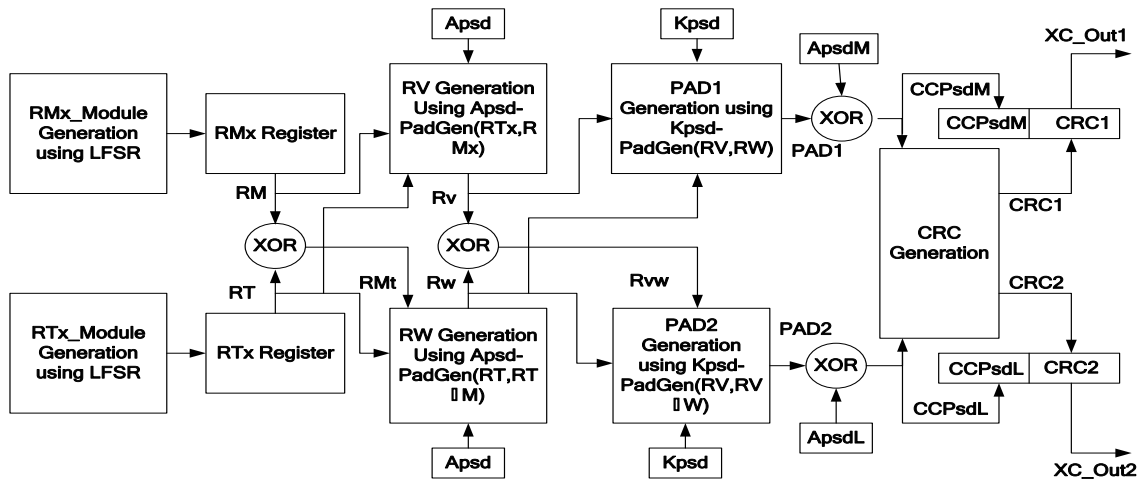 Apsd
Kpsd
ApsdM
XC_Out1
RMx_Module
Generation
using LFSR
RMx Register
RV Generation
Using Apsd-
PadGen(RTx,R
Mx)
PAD1
Generation using
Kpsd-
PadGen(RV,RW)
XOR
PAD1
CCPsdM
CCPsdM
CRC1
RM
Rv
XOR
XOR
CRC
Generation
CRC1
RT
RMt
Rw
Rvw
CRC2
RTx_Module
Generation
using LFSR
RTx Register
RW Generation
Using Apsd-
PadGen(RT,RT
▯M)
PAD2
Generation
using Kpsd-
PadGen(RV,RV
▯W)
PAD2
XOR
CCPsdL
CRC2
CCPsdL
Apsd
Kpsd
ApsdL
XC_Out2